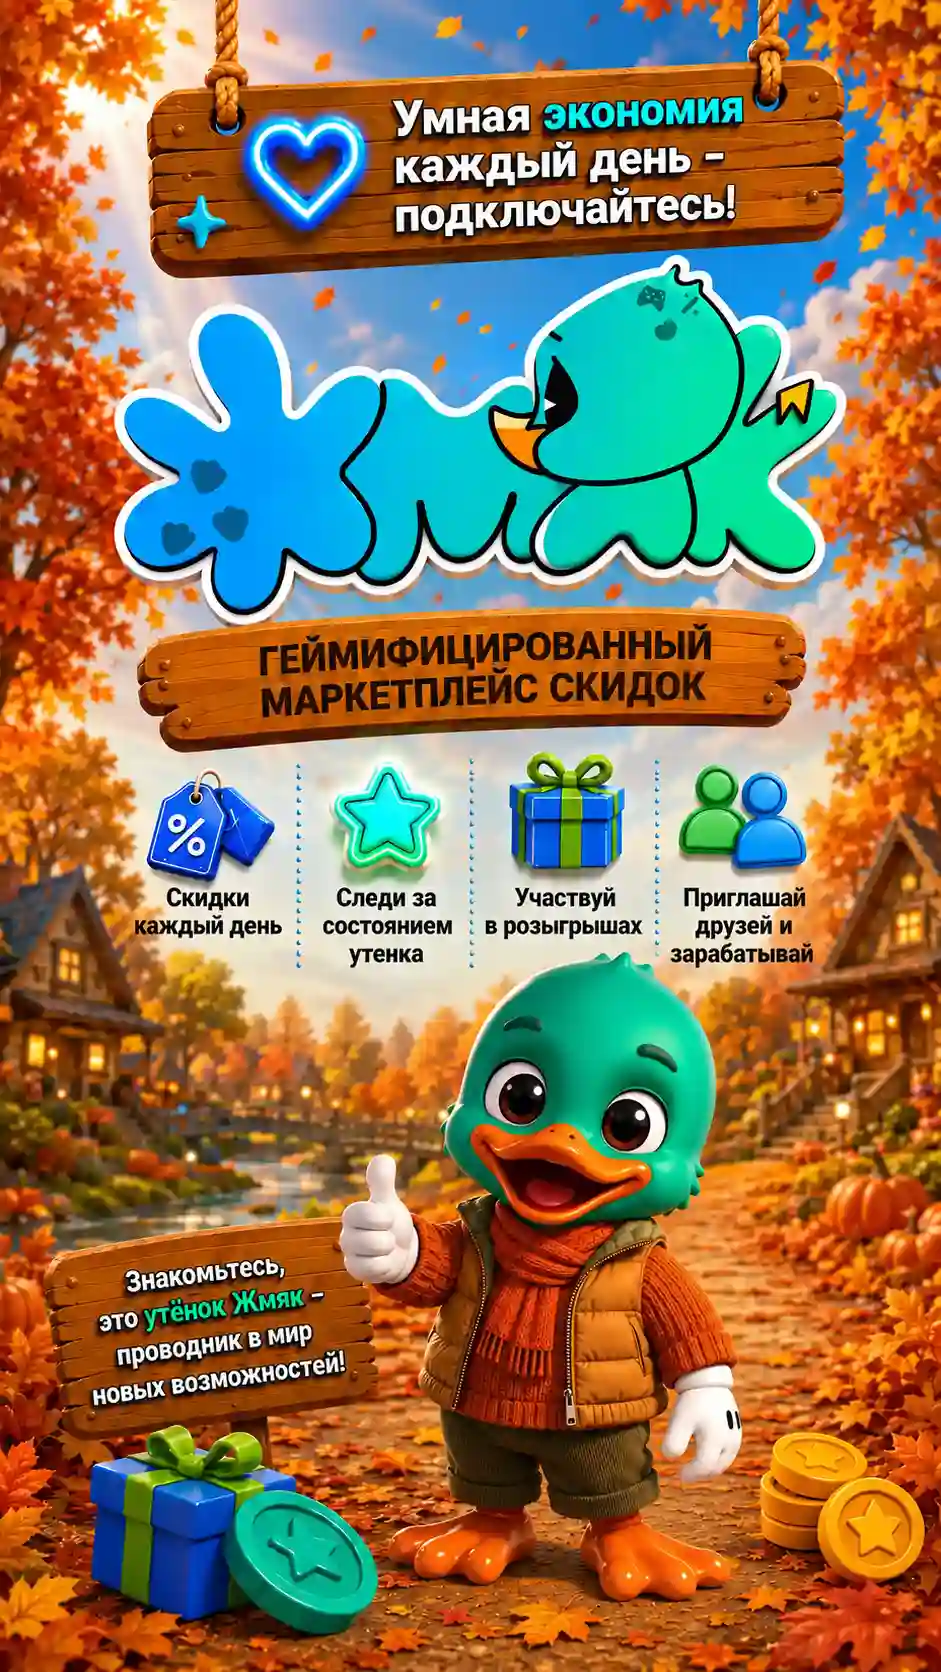 Умная экономия
каждый день –
подключайтесь!
Жмяк
ГЕЙМИФИЦИРОВАННЫЙ
МАРКЕТПЛЕЙС СКИДОК
%
Скидки
каждый день
Следи за
состоянием
утенка
Участвуй
в розыгрышах
Приглашай
друзей и
зарабатывай
Знакомьтесь,
это утёнок Жмяк –
проводник в мир
новых возможностей!